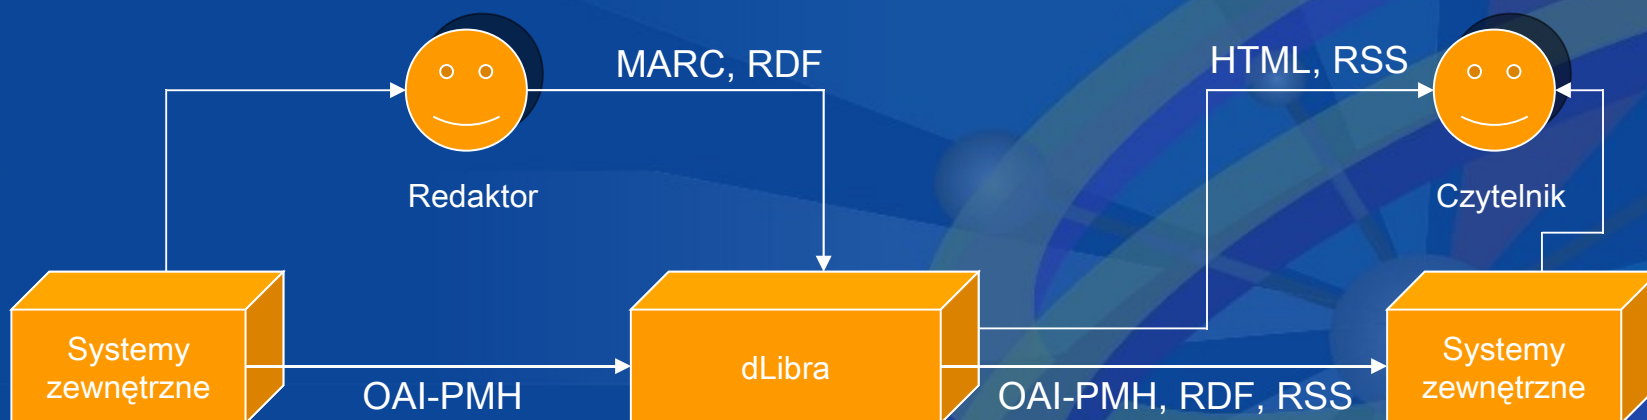 MARC, RDF
HTML, RSS
Redaktor
Czytelnik
Systemy
zewnętrzne
OAI-PMH
dLibra
OAI-PMH, RDF, RSS
Systemy
zewnętrzne